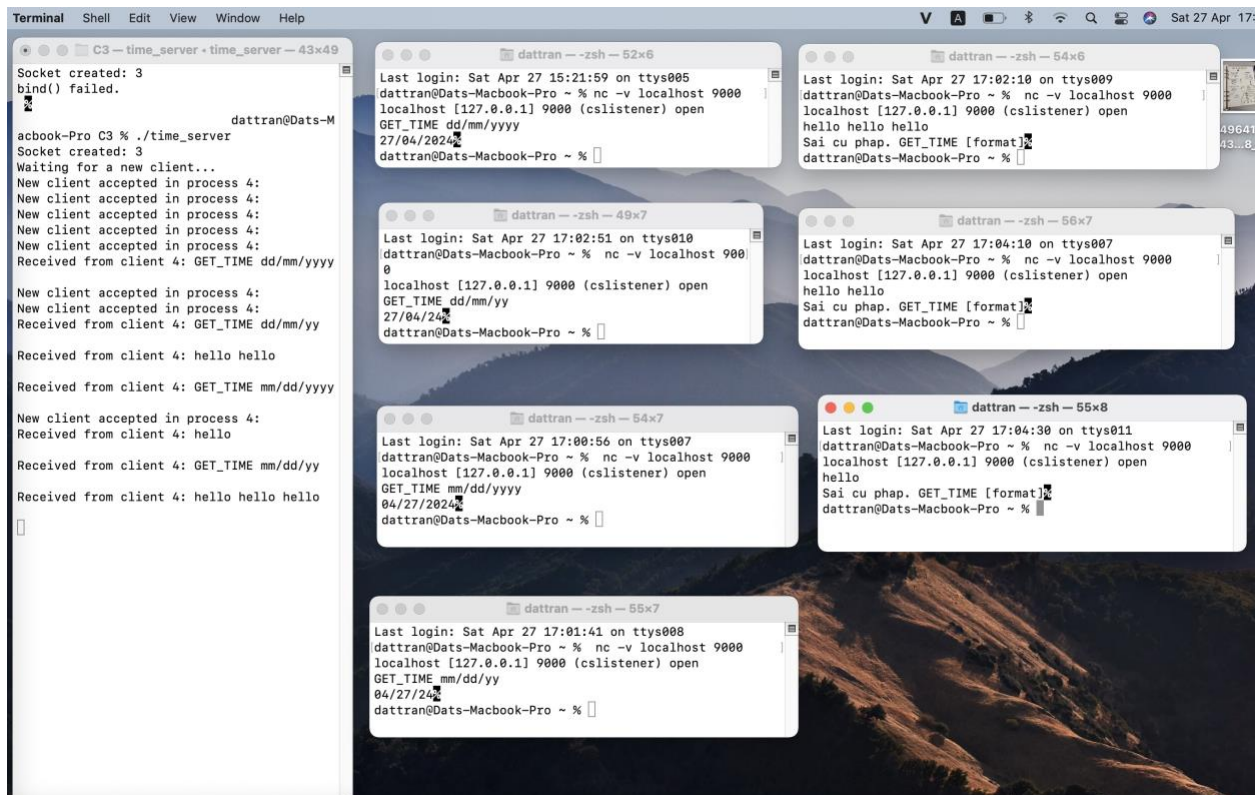 Terminal Shell Edit View Window Help
V A Sat 27 Apr 17:
C3 — time_server • time_server — 43×49
Socket created: 3
bind() failed.
%
dattran@Dats-M
acbook-Pro C3 % ./time_server
Socket created: 3
Waiting for a new client...
New client accepted in process 4:
New client accepted in process 4:
New client accepted in process 4:
New client accepted in process 4:
New client accepted in process 4:
Received from client 4: GET_TIME dd/mm/yyyy
New client accepted in process 4:
New client accepted in process 4:
Received from client 4: GET_TIME dd/mm/yy
Received from client 4: hello hello
Received from client 4: GET_TIME mm/dd/yyyy
New client accepted in process 4:
Received from client 4: hello
Received from client 4: GET_TIME mm/dd/yy
Received from client 4: hello hello hello
dattran — -zsh — 52×6
Last login: Sat Apr 27 15:21:59 on ttys005
[dattran@Dats-Macbook-Pro ~ % nc -v localhost 9000 ]
localhost [127.0.0.1] 9000 (cslistener) open
GET_TIME dd/mm/yyyy
27/04/2024%
dattran@Dats-Macbook-Pro ~ %
dattran — -zsh — 54×6
Last login: Sat Apr 27 17:02:10 on ttys009
[dattran@Dats-Macbook-Pro ~ %  nc -v localhost 9000 ]
localhost [127.0.0.1] 9000 (cslistener) open
hello hello hello
Sai cu phap. GET_TIME [format]%
dattran@Dats-Macbook-Pro ~ %
49641
43...8_
dattran — -zsh — 49×7
Last login: Sat Apr 27 17:02:51 on ttys010
[dattran@Dats-Macbook-Pro ~ %  nc -v localhost 900]
0
localhost [127.0.0.1] 9000 (cslistener) open
GET_TIME dd/mm/yy
27/04/24%
dattran@Dats-Macbook-Pro ~ %
dattran — -zsh — 56×7
Last login: Sat Apr 27 17:04:10 on ttys007
[dattran@Dats-Macbook-Pro ~ %  nc -v localhost 9000 ]
localhost [127.0.0.1] 9000 (cslistener) open
hello hello
Sai cu phap. GET_TIME [format]%
dattran@Dats-Macbook-Pro ~ %
dattran — -zsh — 54×7
Last login: Sat Apr 27 17:00:56 on ttys007
[dattran@Dats-Macbook-Pro ~ %  nc -v localhost 9000 ]
localhost [127.0.0.1] 9000 (cslistener) open
GET_TIME mm/dd/yyyy
04/27/2024%
dattran@Dats-Macbook-Pro ~ %
dattran — -zsh — 55×8
Last login: Sat Apr 27 17:04:30 on ttys011
[dattran@Dats-Macbook-Pro ~ %  nc -v localhost 9000 ]
localhost [127.0.0.1] 9000 (cslistener) open
hello
Sai cu phap. GET_TIME [format]%
dattran@Dats-Macbook-Pro ~ %
dattran — -zsh — 55×7
Last login: Sat Apr 27 17:01:41 on ttys008
[dattran@Dats-Macbook-Pro ~ %  nc -v localhost 9000 ]
localhost [127.0.0.1] 9000 (cslistener) open
GET_TIME mm/dd/yy
04/27/24%
dattran@Dats-Macbook-Pro ~ %